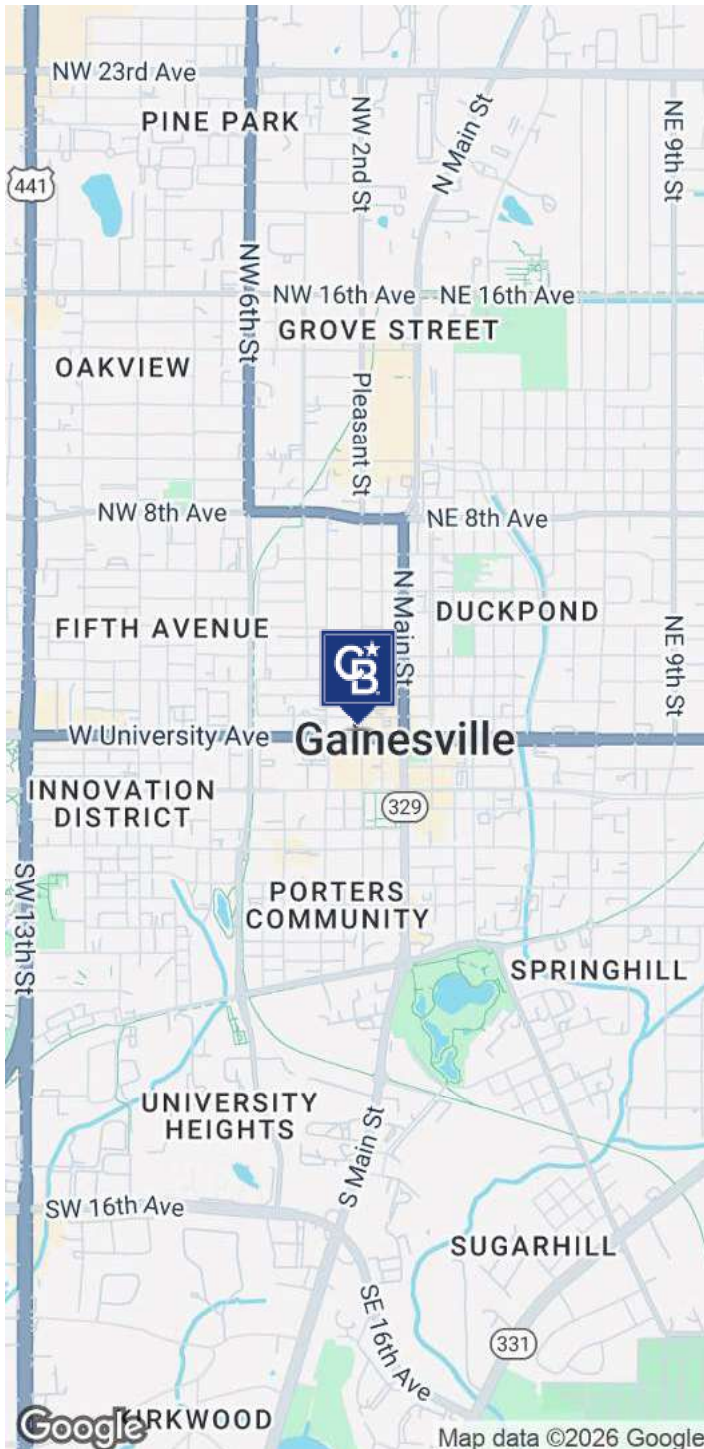 NW 23rd Ave
PINE PARK
NW 2nd St
N Main St
NE 9th St
441
NW 6th St
NW 16th Ave
NE 16th Ave
GROVE STREET
OAKVIEW
Pleasant St
NW 8th Ave
NE 8th Ave
N Main St
DUCKPOND
FIFTH AVENUE
NE 9th St
CB
W University Ave
Gainesville
INNOVATION
DISTRICT
329
SW 13th St
PORTERS
COMMUNITY
SPRINGHILL
UNIVERSITY
HEIGHTS
S Main St
SW 16th Ave
SUGARHILL
SE 16th Ave
331
Google
KIRKWOOD
Map data ©2026 Google